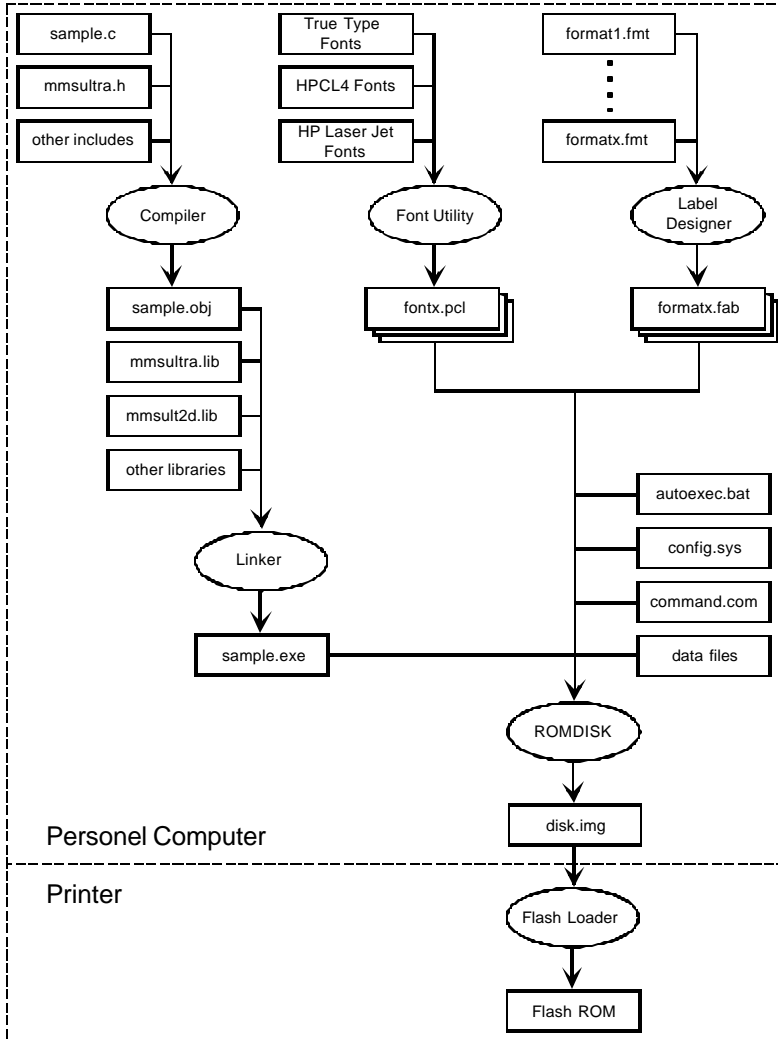 sample.c
mmsultra.h
other includes
Compiler
sample.obj
mmsultra.lib
mmsult2d.lib
other libraries
Linker
sample.exe
True Type
Fonts
HPCL4 Fonts
HP Laser Jet
Fonts
Font Utility
fontx.pcl
format1.fmt
formatx.fmt
Label
Designer
formatx.fab
autoexec.bat
config.sys
command.com
data files
ROMDISK
disk.img
Personel Computer
Printer
Flash Loader
Flash ROM